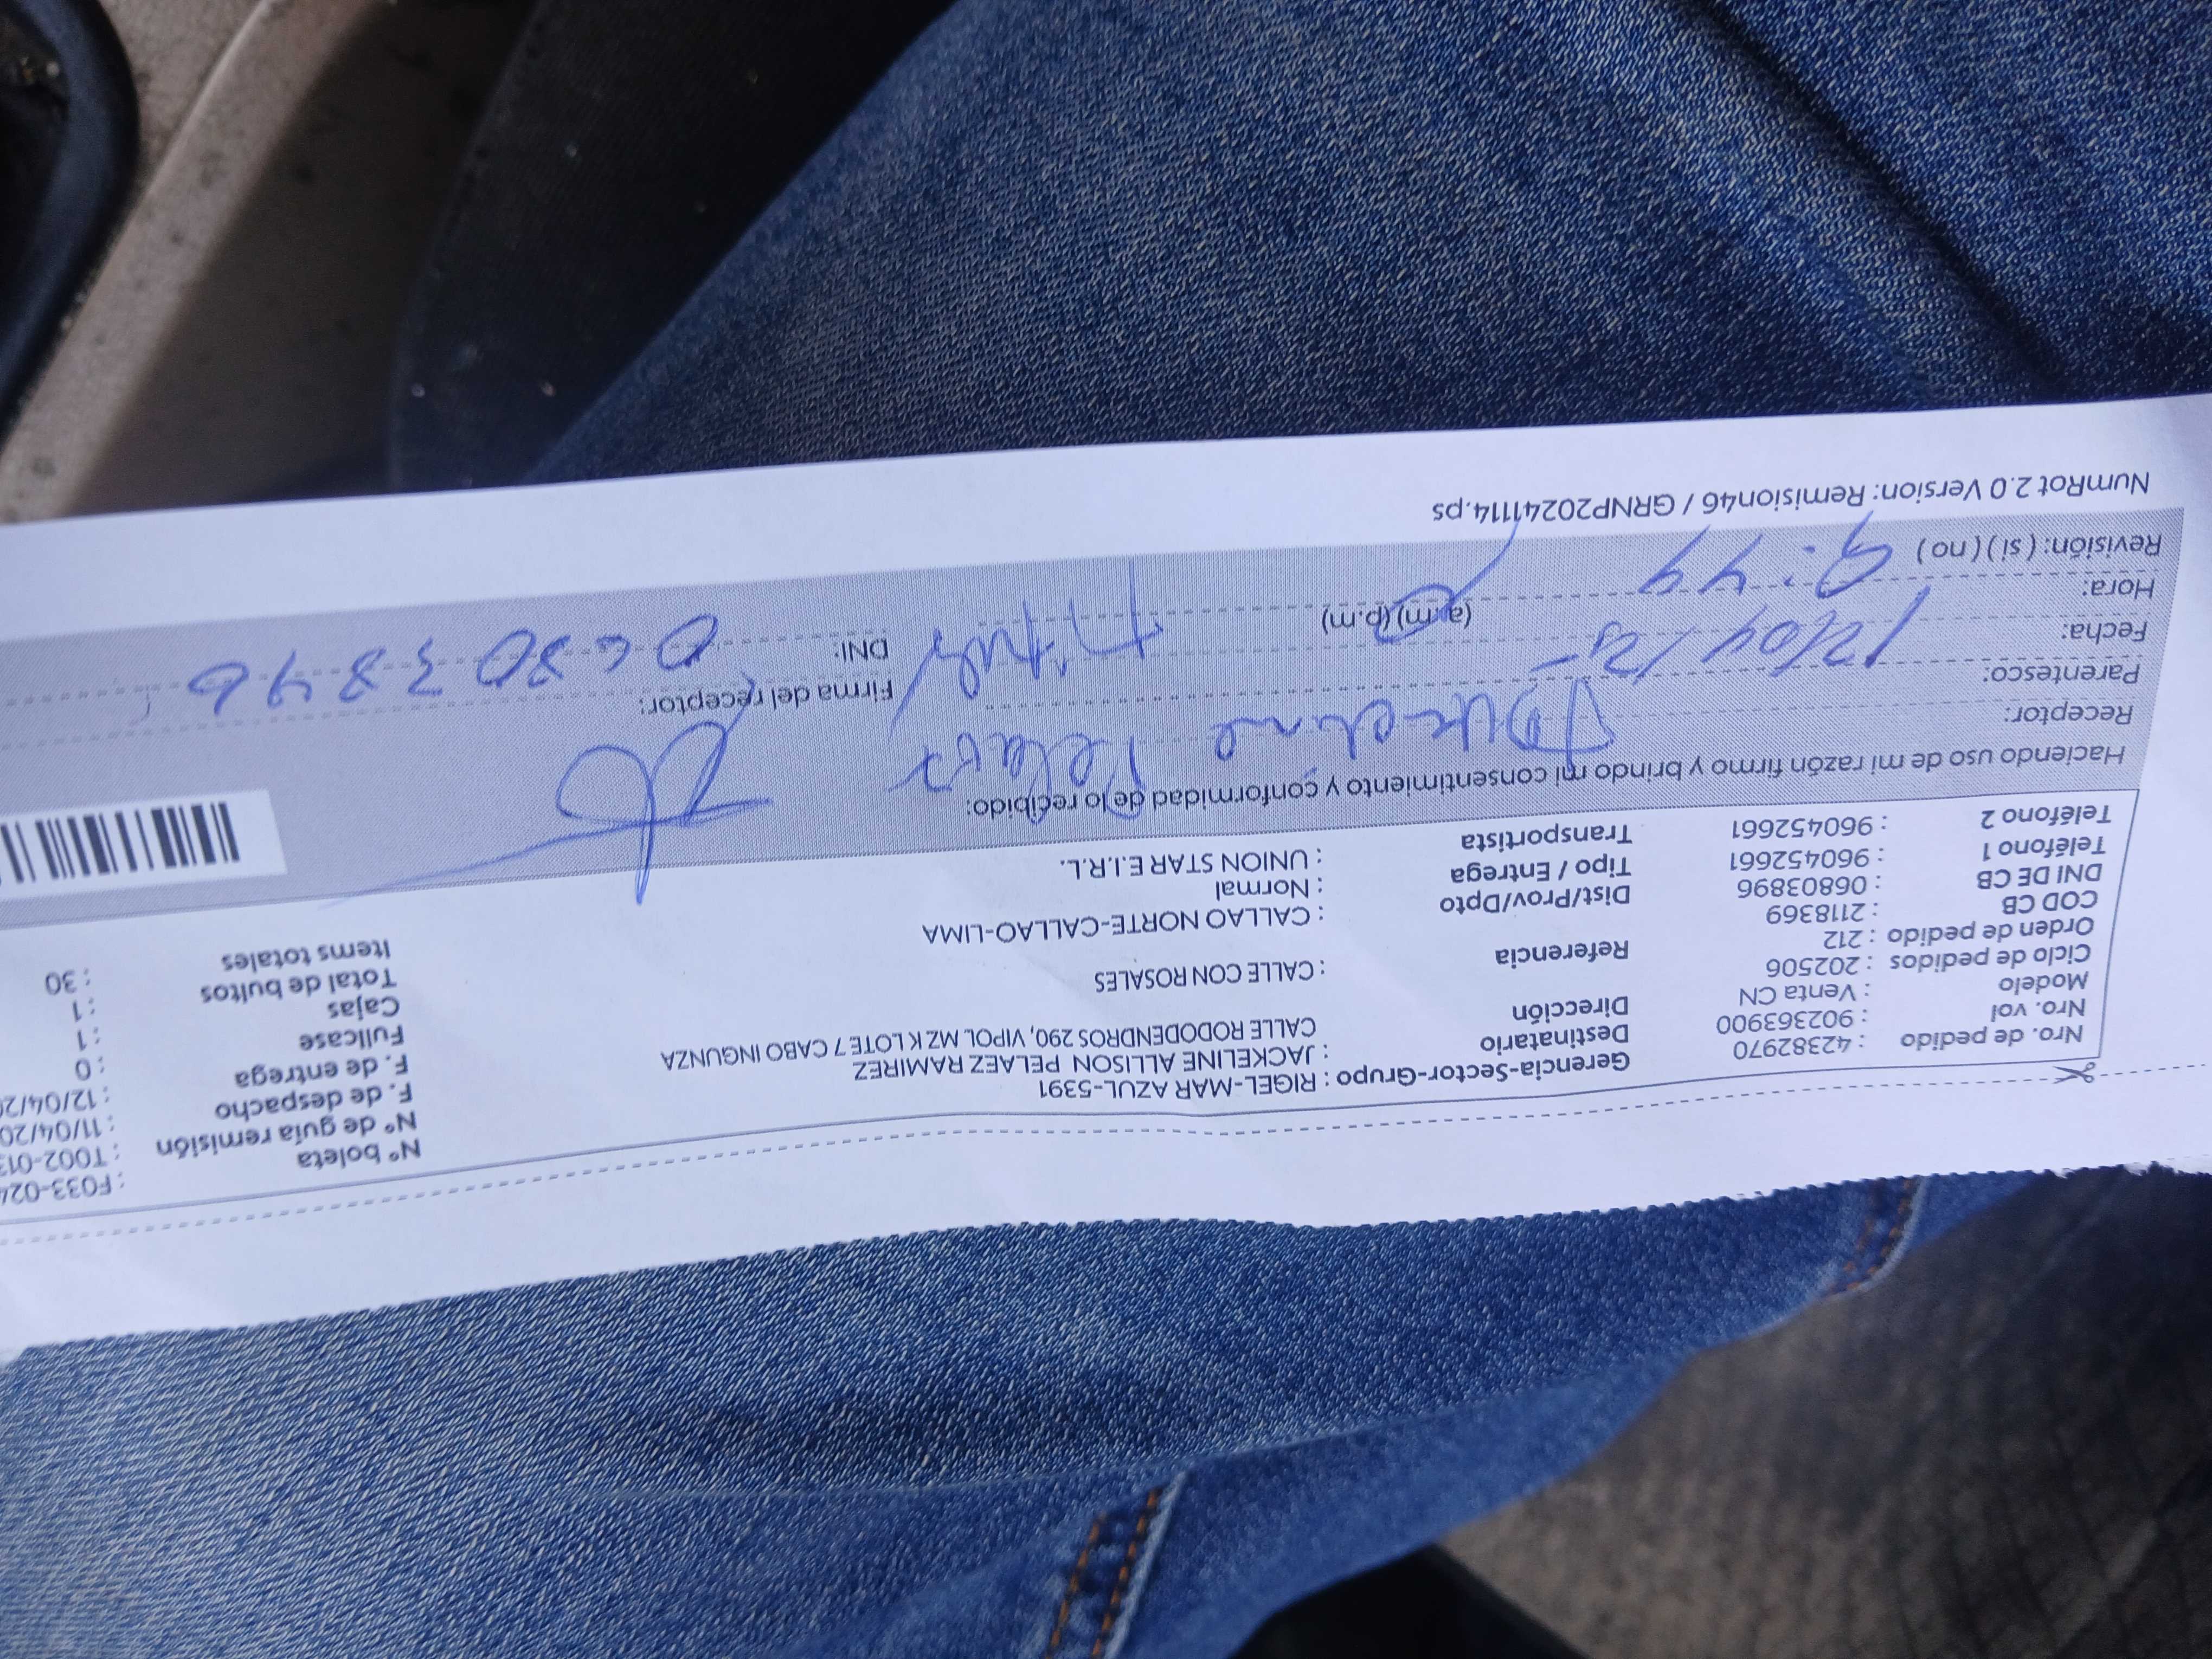 Gerencia-Sector-Grupo : RIGEL-MAR AZUL-5391
Nº boleta : F033-024
Nro. de pedido : 42382970
Destinatario : JACKELINE ALLISON PELAEZ RAMIREZ
Nº de guía remisión : T002-013
Nro. vol : 902363900
Dirección : CALLE RODODENDROS 290, VIPOL MZ K LOTE 7 CABO INGUNZA
F. de despacho : 11/04/20
Modelo : Venta CN
F. de entrega : 12/04/20
Ciclo de pedidos : 202506
Referencia : CALLE CON ROSALES
Fullcase : 0
Orden de pedido : 212
Cajas : 1
COD CB : 2118369
Dist/Prov/Dpto : CALLAO NORTE-CALLAO-LIMA
Total de bultos : 1
DNI DE CB : 06803896
Tipo / Entrega : Normal
Items totales : 30
Teléfono 1 : 960452661
Transportista : UNION STAR E.I.R.L.
Teléfono 2 : 960452661
Haciendo uso de mi razón firmo y brindo mi consentimiento y conformidad de lo recibido:
Receptor: Pelaez
Parentesco:
Firma del receptor:
Fecha: 12/04/25
DNI:
Hora: 9:49 (a.m) (p.m)
Revisión: ( si ) ( no )
NumRot 2.0 Version: Remision46 / GRNP20241114.ps